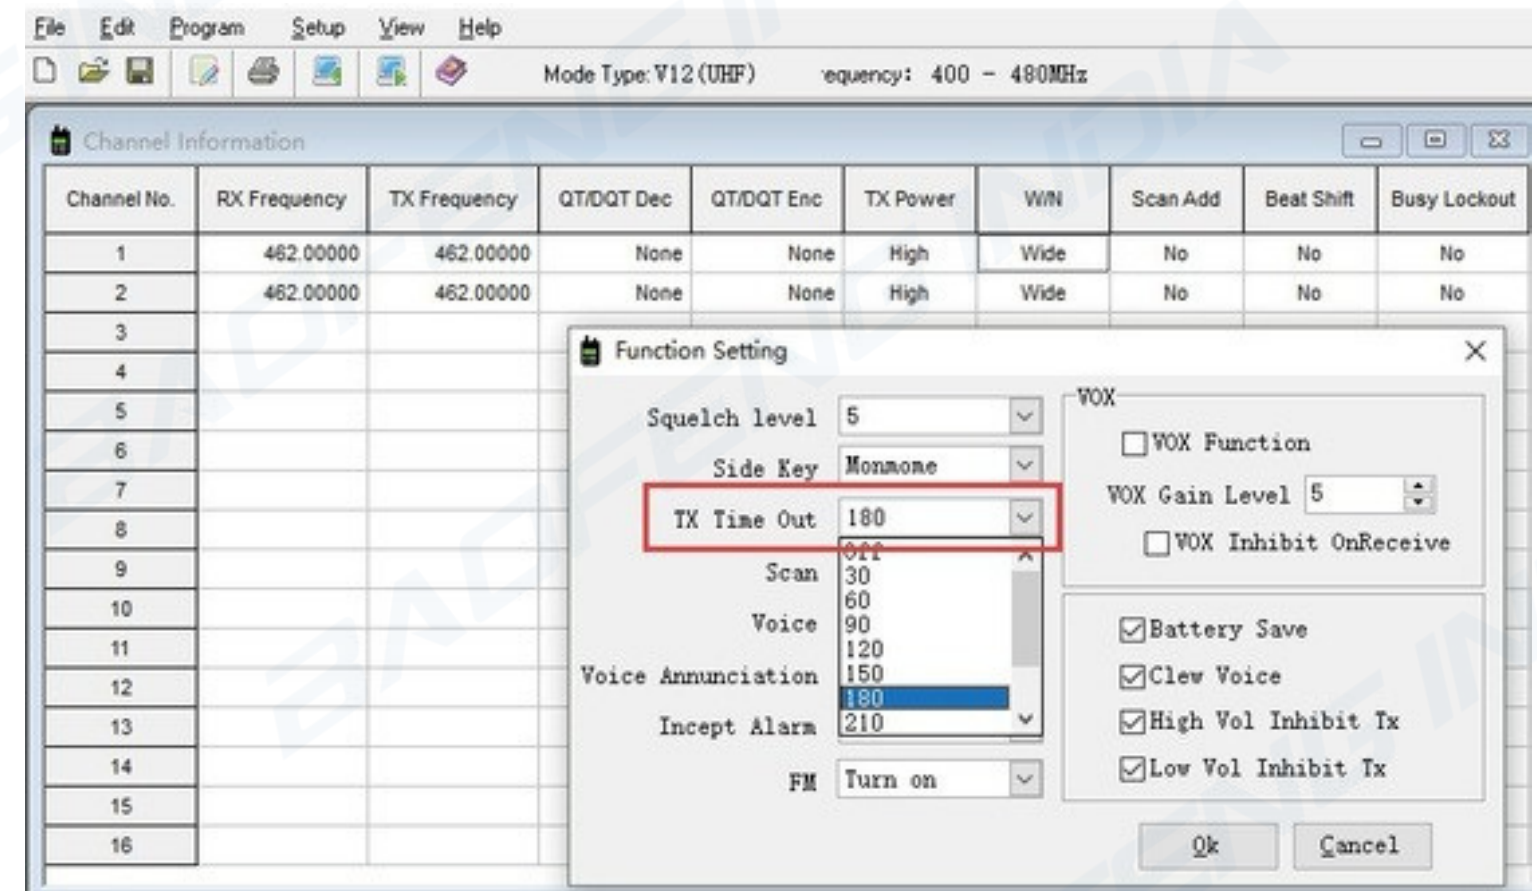 File Edit Program Setup View Help
Mode Type: V12(UHF) equency: 400 - 480MHz
Channel Information
Channel No. RX Frequency TX Frequency QT/DQT Dec QT/DQT Enc TX Power W/N Scan Add Beat Shift Busy Lockout
1 462.00000 462.00000 None None High Wide No No No
2 462.00000 462.00000 None None High Wide No No No
3
4
5
6
7
8
9
10
11
12
13
14
15
16
Function Setting
Squelch level 5
Side Key Monmome
TX Time Out 180
Off
30
60
90
120
150
180
210
Scan
Voice
Voice Annunciation
Incept Alarm
FM Turn on
VOX
VOX Function
VOX Gain Level 5
VOX Inhibit OnReceive
Battery Save
Clew Voice
High Vol Inhibit Tx
Low Vol Inhibit Tx
Ok Cancel
BAOFENG INDIA